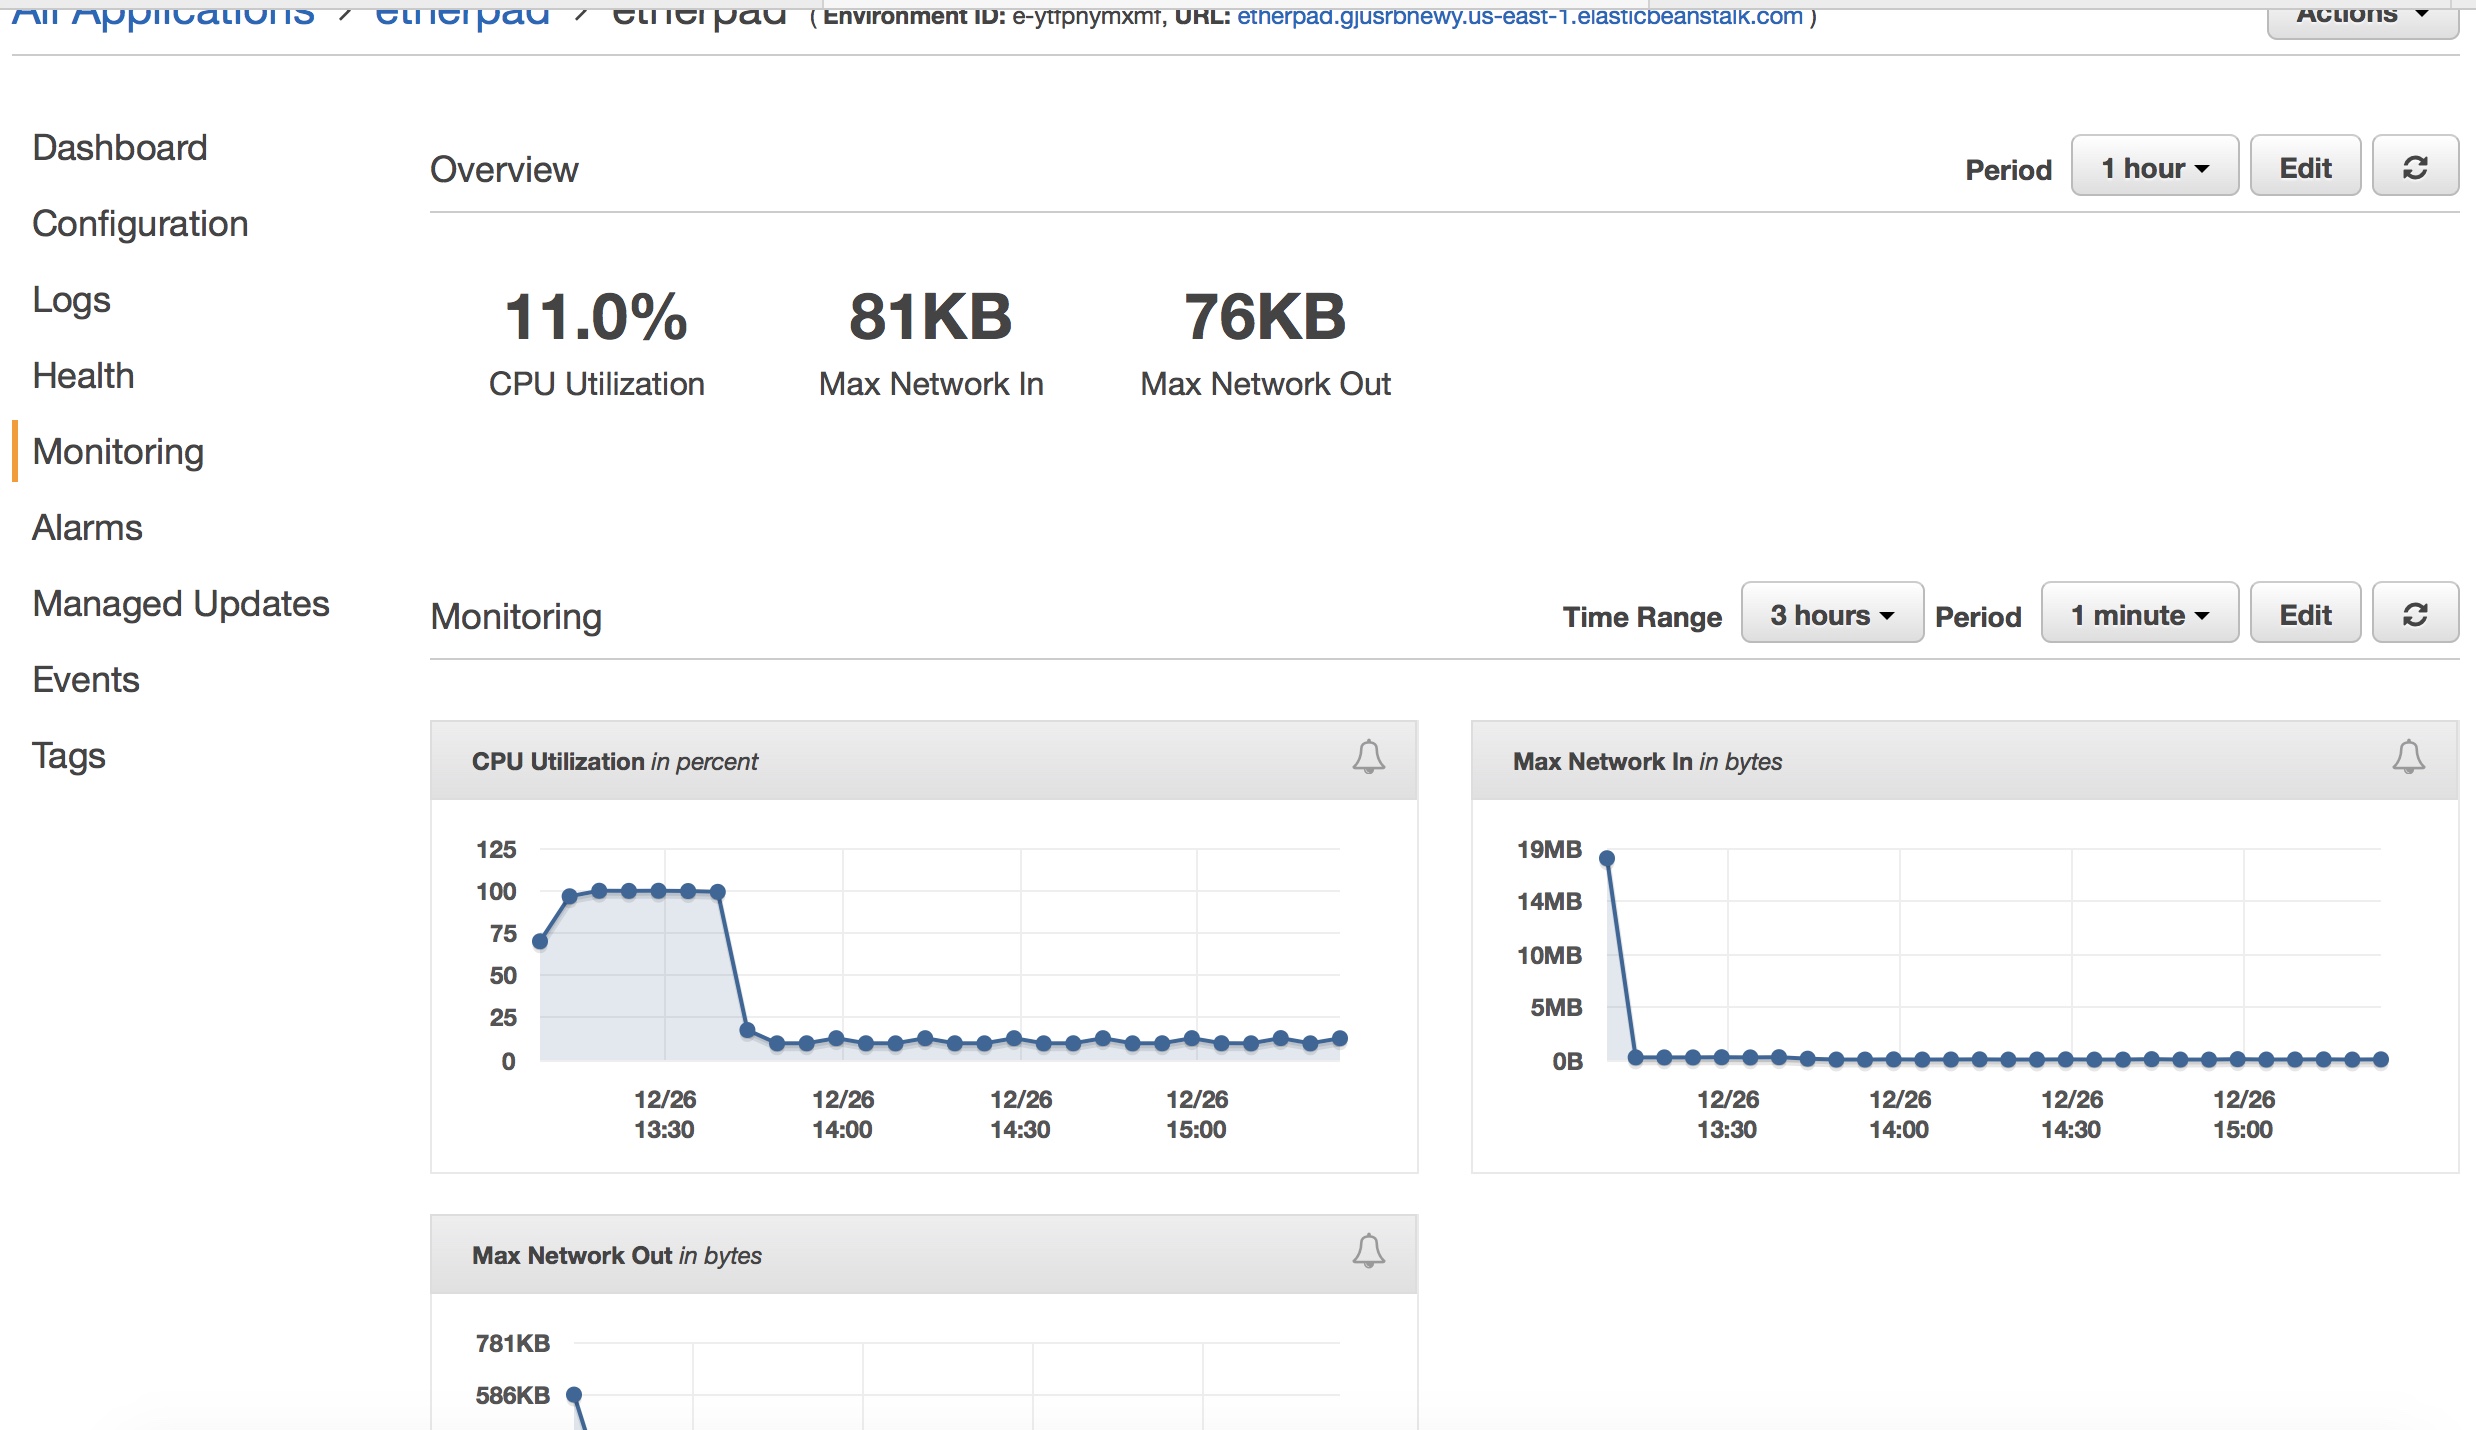 All Applications > etherpad > etherpad ( Environment ID: e-ytfpnymxmf, URL: etherpad.gjusrbnewy.us-east-1.elasticbeanstalk.com )
Actions
Dashboard
Configuration
Logs
Health
Monitoring
Alarms
Managed Updates
Events
Tags
Overview
Period 1 hour Edit
11.0% 81KB 76KB
CPU Utilization Max Network In Max Network Out
Monitoring
Time Range 3 hours Period 1 minute Edit
CPU Utilization in percent
125
100
75
50
25
0
12/26 12/26 12/26 12/26
13:30 14:00 14:30 15:00
Max Network In in bytes
19MB
14MB
10MB
5MB
0B
12/26 12/26 12/26 12/26
13:30 14:00 14:30 15:00
Max Network Out in bytes
781KB
586KB